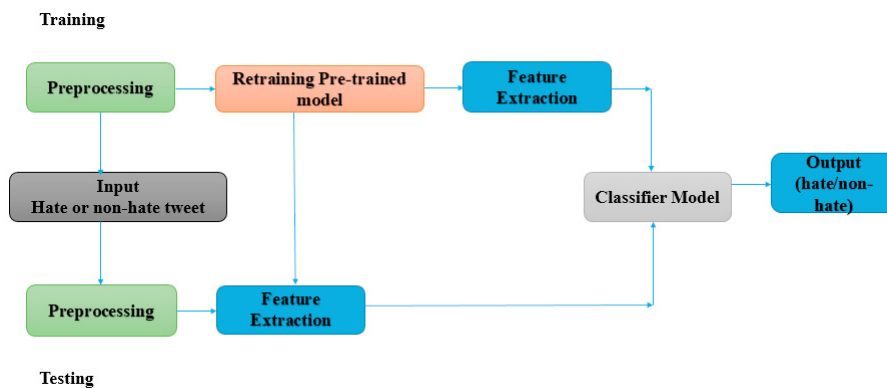 Training
Preprocessing
Retraining Pre-trained
model
Feature
Extraction
Input
Hate or non-hate tweet
Classifier Model
Output
(hate/non-
hate)
Preprocessing
Feature
Extraction
Testing